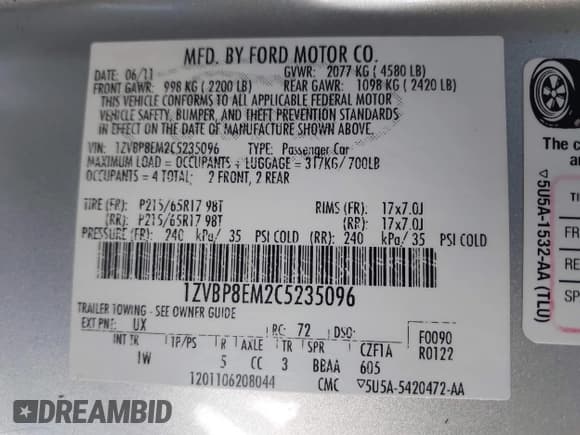 MFD. BY FORD MOTOR CO.
DATE: 06/11 GVWR: 2077 KG ( 4580 LB)
FRONT GAWR: 998 KG ( 2200 LB) REAR GAWR: 1098 KG ( 2420 LB)
THIS VEHICLE CONFORMS TO ALL APPLICABLE FEDERAL MOTOR
VEHICLE SAFETY, BUMPER, AND THEFT PREVENTION STANDARDS
IN EFFECT ON THE DATE OF MANUFACTURE SHOWN ABOVE.
VIN: 1ZVBP8EM2C5235096 TYPE: Passenger Car
MAXIMUM LOAD = OCCUPANTS + LUGGAGE = 317KG/700LB
OCCUPANTS = 4 TOTAL; 2 FRONT, 2 REAR
TIRE (FR): P215/65R17 98T RIMS (FR): 17x7.0J
(RR): P215/65R17 98T (RR): 17x7.0J
PRESSURE (FR): 240 kPa/ 35 PSI COLD (RR): 240 kPa/ 35 PSI COLD
1ZVBP8EM2C5235096
TRAILER TOWING - SEE OWNER GUIDE
EXT PNT: UX RC: 72 DSO: F0090
INT TR TP/PS R AXLE TR SPR CZF1A R0122
IW 5 CC 3 BBAA 605
1201106208044 CMC ▽5U5A-5420472-AA
▽5U5A-1532-AA (TLU)
The c
an
TI
FR
RE
SP
DREAMBID